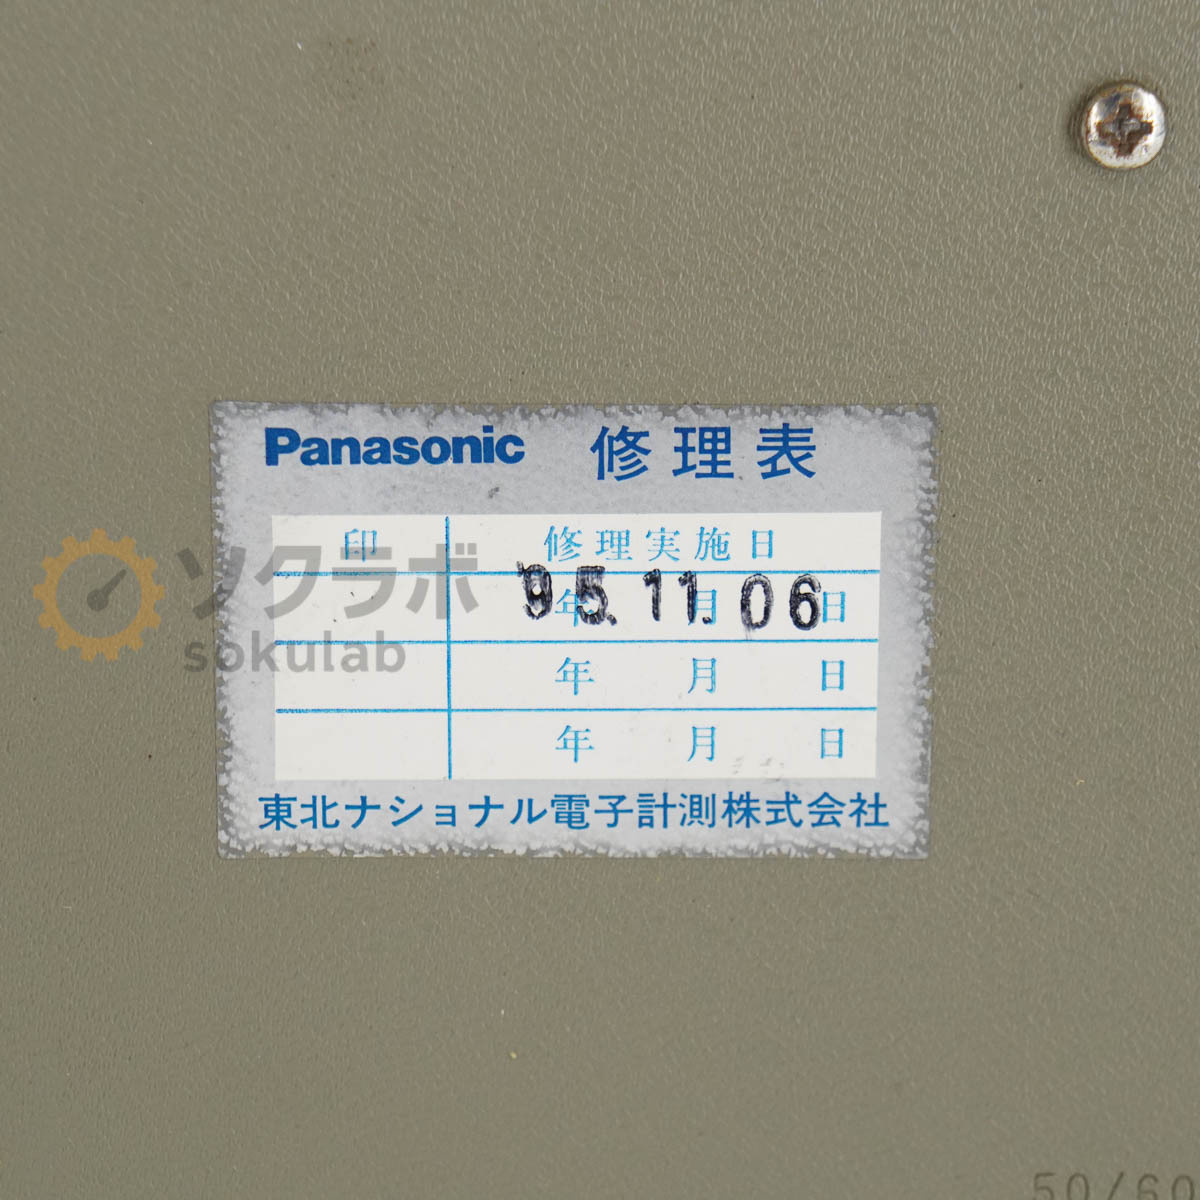 Panasonic 修理表
印 修理実施日
'95.11.06 年 月 日
年 月 日
年 月 日
東北ナショナル電子計測株式会社
ソクラボ
sokulab
50/60